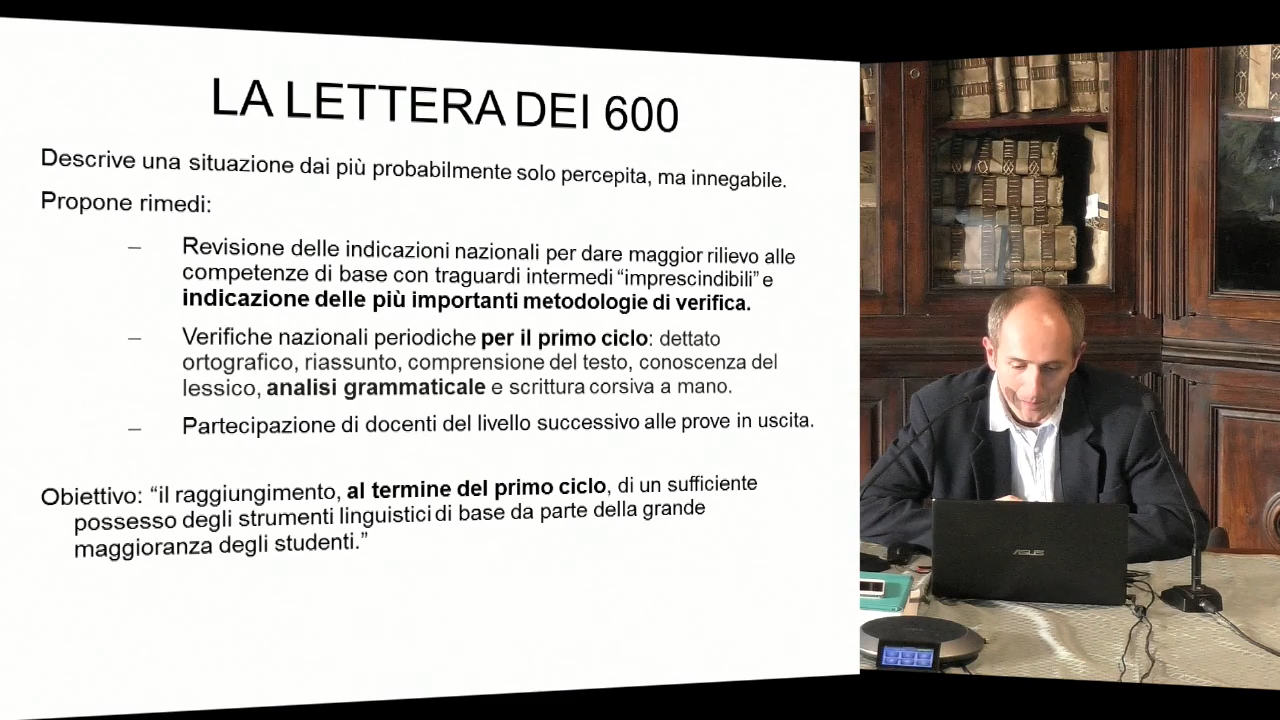 LA LETTERA DEI 600
Descrive una situazione dai più probabilmente solo percepita, ma innegabile.
Propone rimedi:
– Revisione delle indicazioni nazionali per dare maggior rilievo alle
competenze di base con traguardi intermedi “imprescindibili” e
indicazione delle più importanti metodologie di verifica.
– Verifiche nazionali periodiche per il primo ciclo: dettato
ortografico, riassunto, comprensione del testo, conoscenza del
lessico, analisi grammaticale e scrittura corsiva a mano.
– Partecipazione di docenti del livello successivo alle prove in uscita.
Obiettivo: “il raggiungimento, al termine del primo ciclo, di un sufficiente
possesso degli strumenti linguistici di base da parte della grande
maggioranza degli studenti.”
ASUS